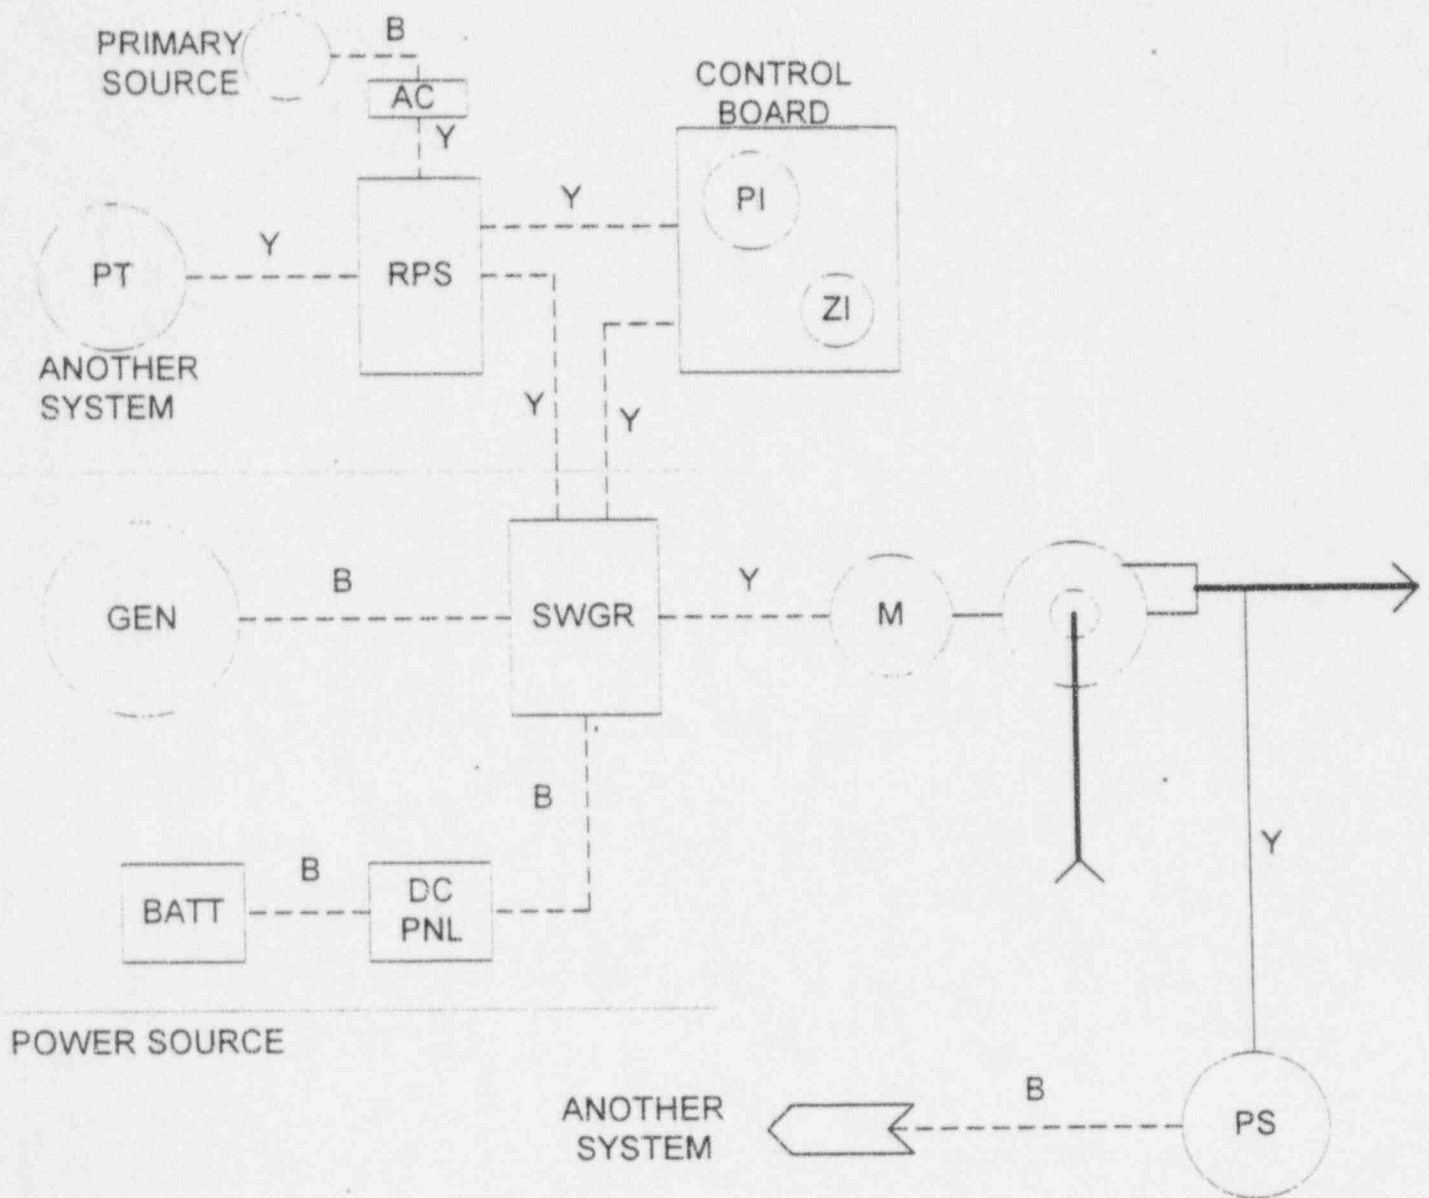 PRIMARY
SOURCE
B
AC
Y
CONTROL
BOARD
PI
ZI
Y
PT
Y
RPS
ANOTHER
SYSTEM
Y
Y
GEN
B
SWGR
Y
M
B
BATT
B
DC
PNL
Y
POWER SOURCE
ANOTHER
SYSTEM
B
PS